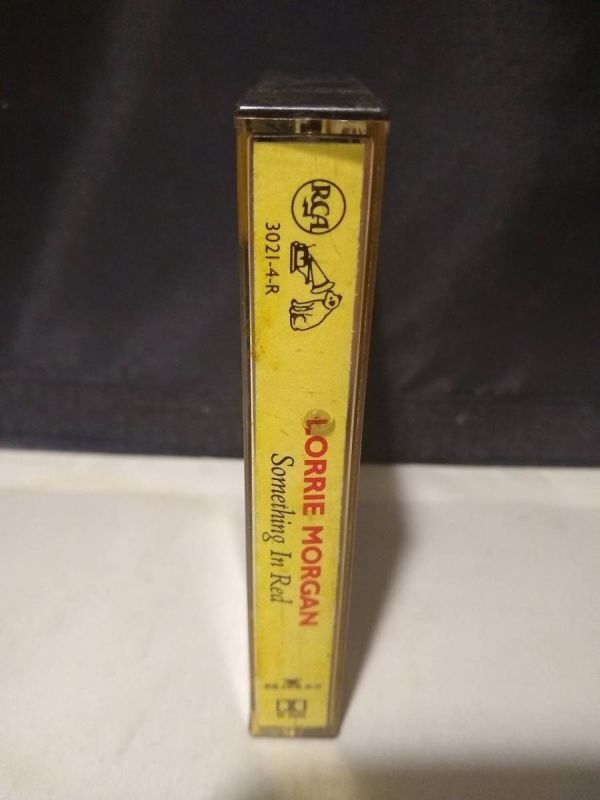 RCA
3021-4-R
LORRIE MORGAN
Something In Red